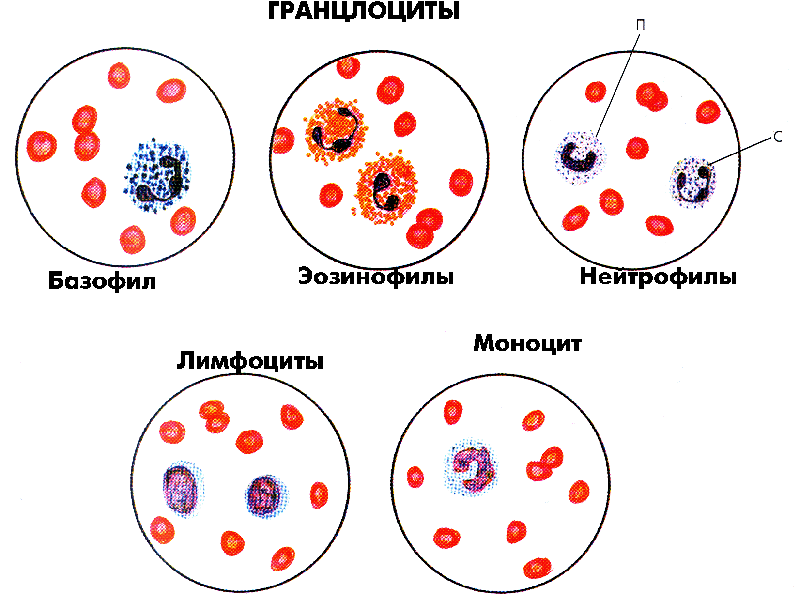 ГРАНЦЛОЦИТЫ
П
С
Базофил
Эозинофилы
Нейтрофилы
Лимфоциты
Моноцит